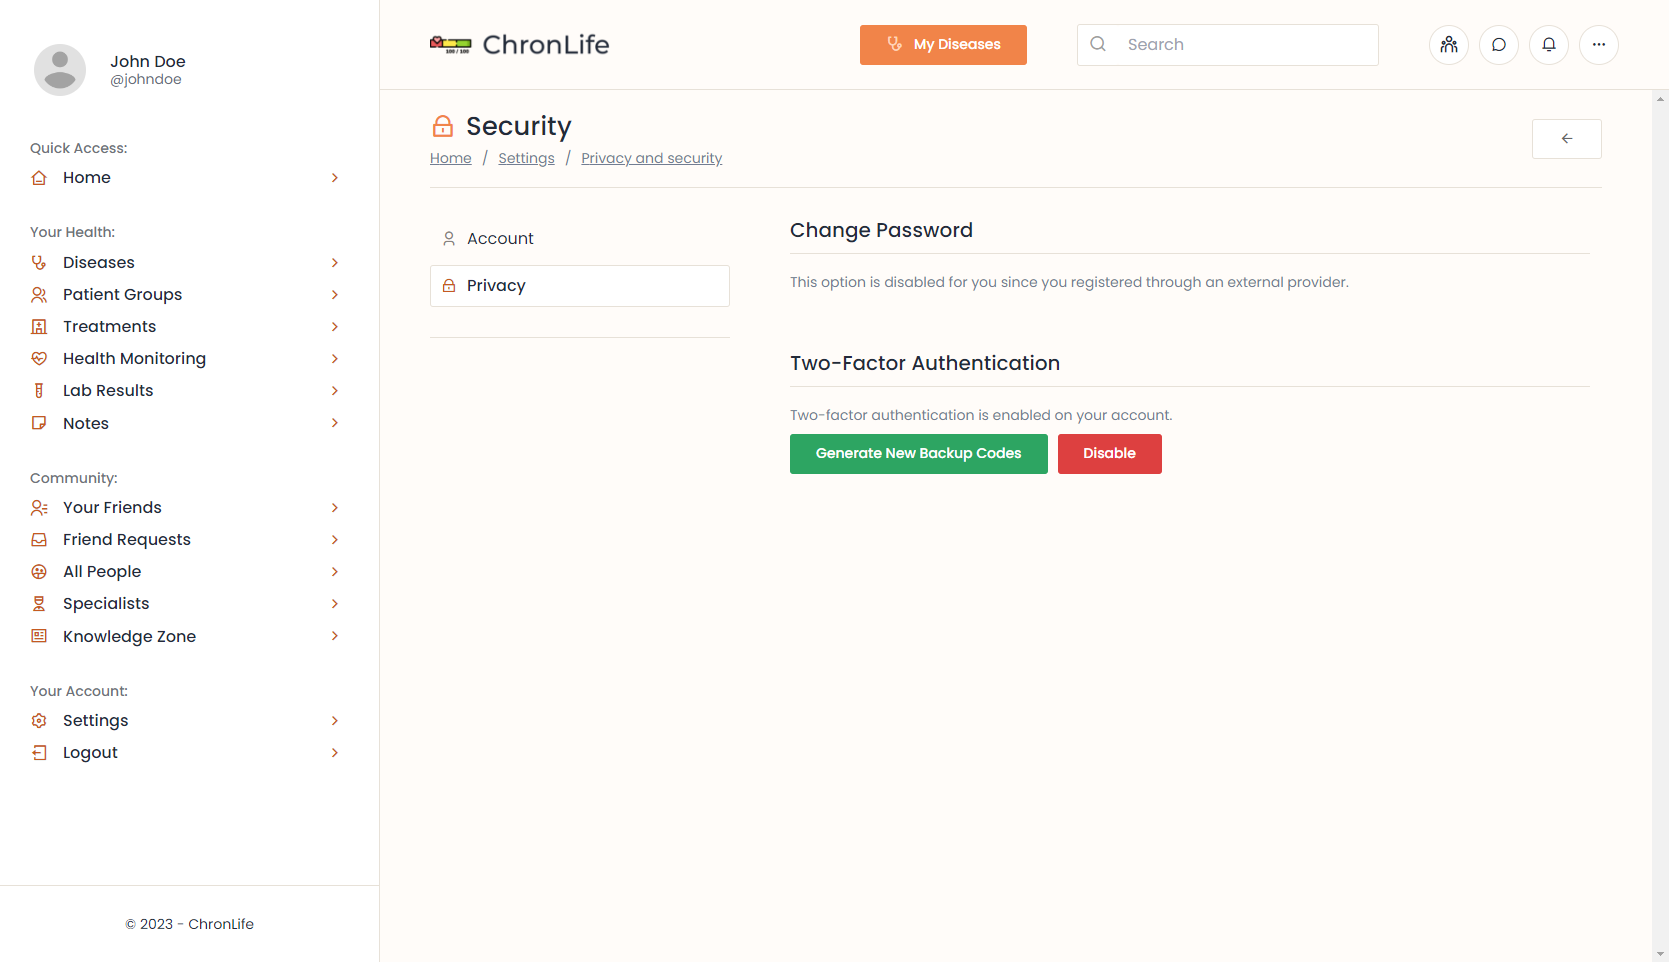 John Doe
@johndoe
Quick Access:
Home
Your Health:
Diseases
Patient Groups
Treatments
Health Monitoring
Lab Results
Notes
Community:
Your Friends
Friend Requests
All People
Specialists
Knowledge Zone
Your Account:
Settings
Logout
© 2023 - ChronLife
100 / 100
ChronLife
My Diseases
Search
Security
Home / Settings / Privacy and security
Account
Privacy
Change Password
This option is disabled for you since you registered through an external provider.
Two-Factor Authentication
Two-factor authentication is enabled on your account.
Generate New Backup Codes
Disable